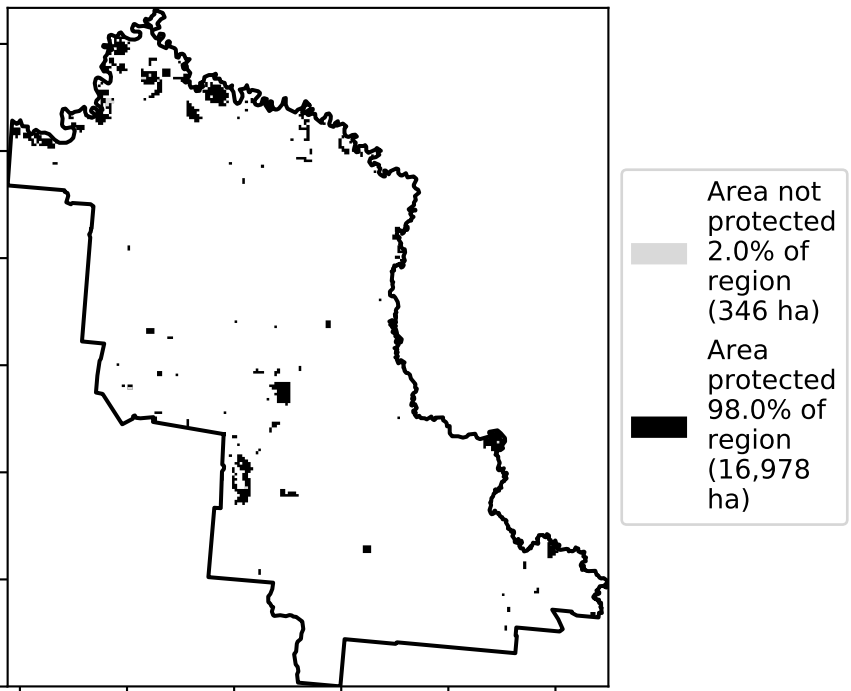 Area not
protected
2.0% of
region
(346 ha)
Area
protected
98.0% of
region
(16,978
ha)